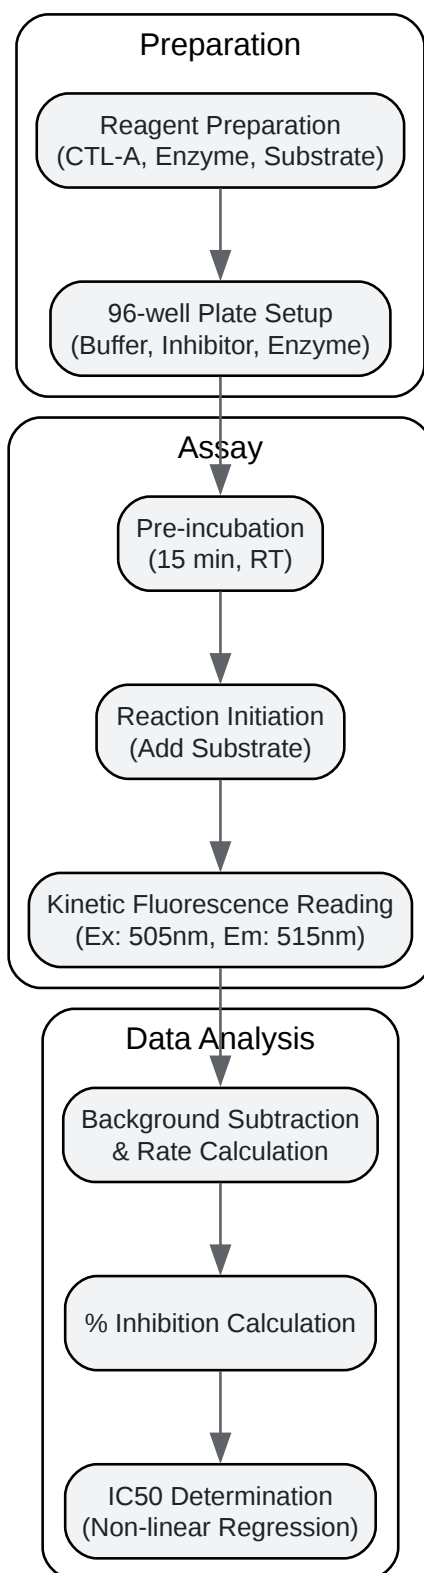 Preparation
Reagent Preparation
(CTL-A, Enzyme, Substrate)
96-well Plate Setup
(Buffer, Inhibitor, Enzyme)
Assay
Pre-incubation
(15 min, RT)
Reaction Initiation
(Add Substrate)
Kinetic Fluorescence Reading
(Ex: 505nm, Em: 515nm)
Data Analysis
Background Subtraction
& Rate Calculation
% Inhibition Calculation
IC50 Determination
(Non-linear Regression)